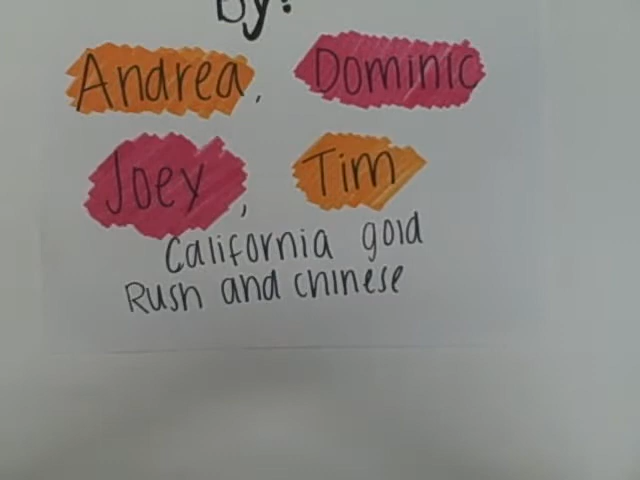 By:
Andrea, Dominic
Joey, Tim
California gold
Rush and chinese